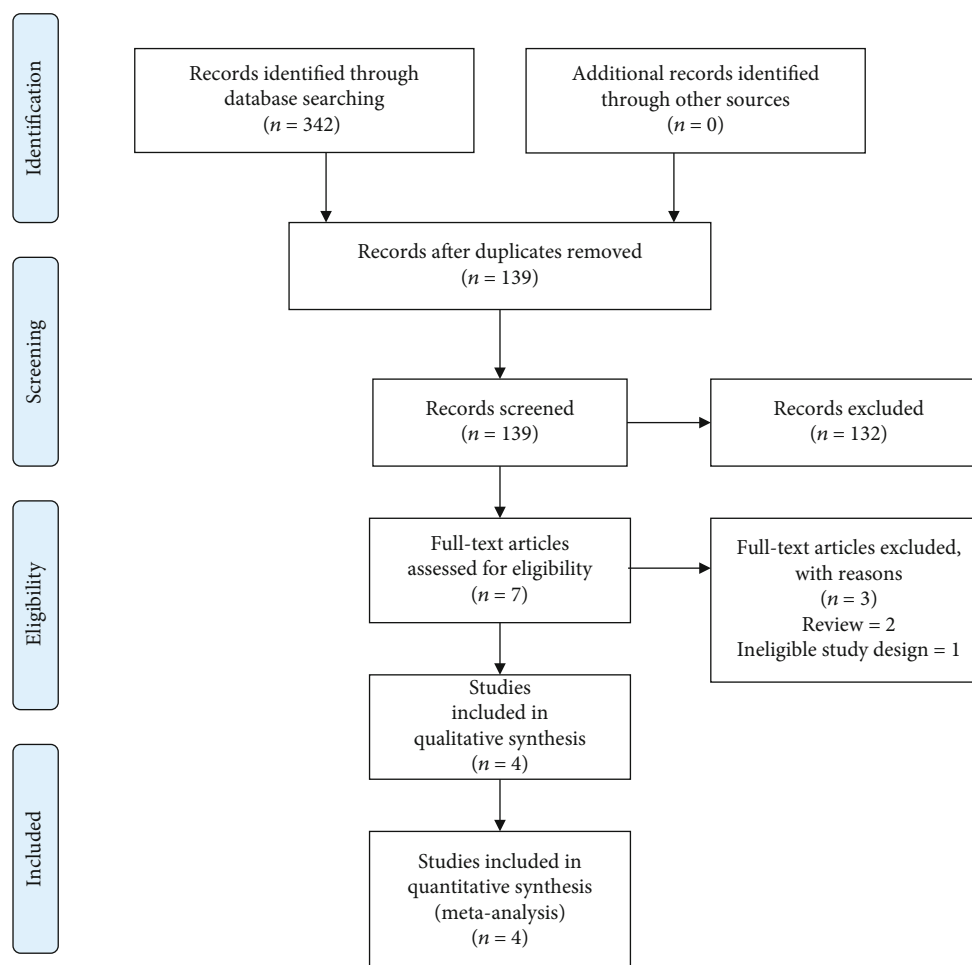 Identification
Records identified through
database searching
(n = 342)
Additional records identified
through other sources
(n = 0)
Records after duplicates removed
(n = 139)
Screening
Records screened
(n = 139)
Records excluded
(n = 132)
Eligibility
Full-text articles
assessed for eligibility
(n = 7)
Full-text articles excluded,
with reasons
(n = 3)
Review = 2
Ineligible study design = 1
Studies
included in
qualitative synthesis
(n = 4)
Included
Studies included in
quantitative synthesis
(meta-analysis)
(n = 4)